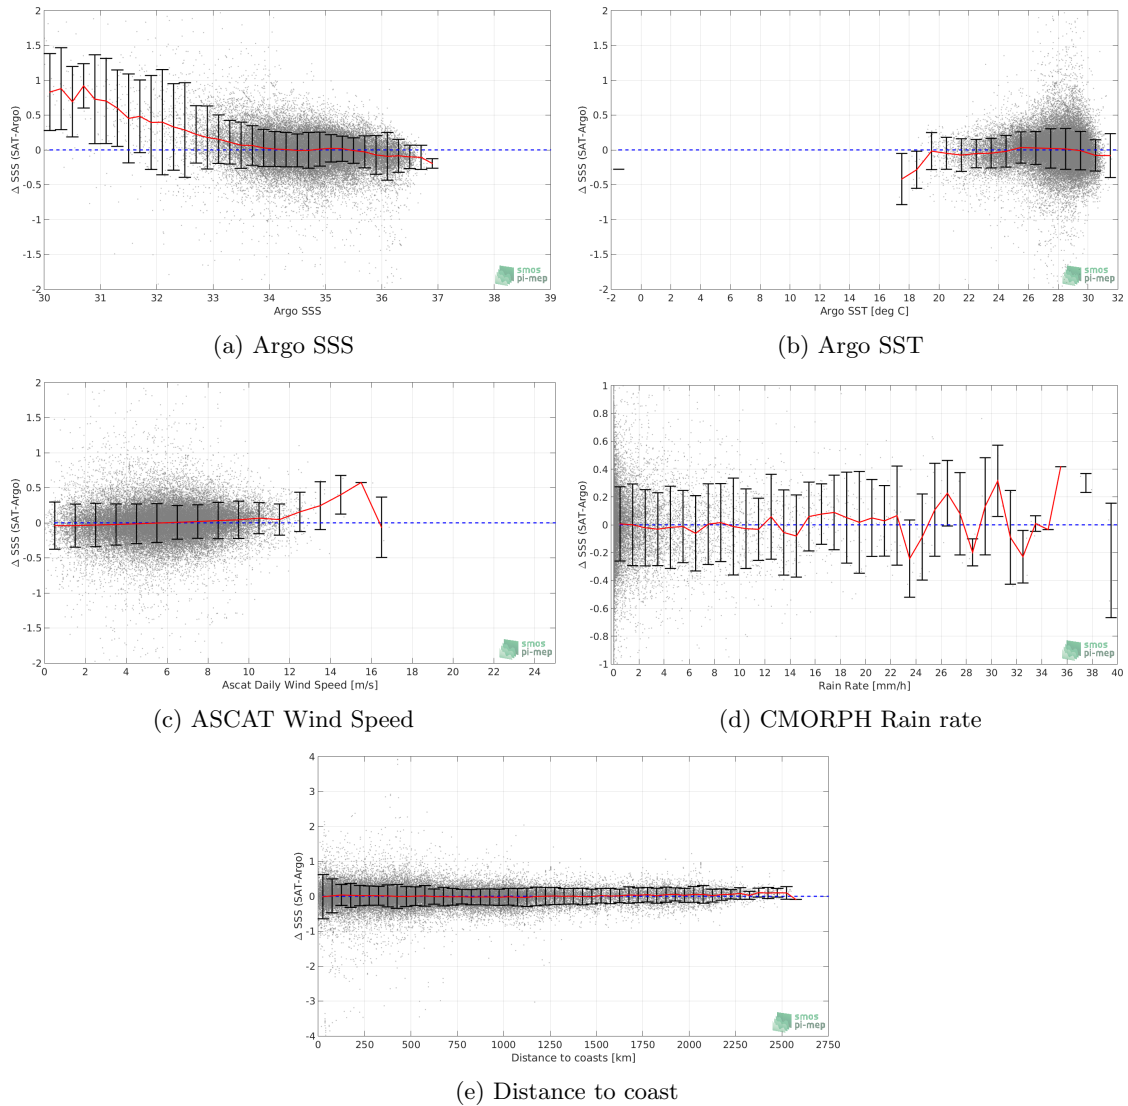 2
1.5
1
0.5
0
-0.5
-1
-1.5
-2
Δ SSS (SAT-Argo)
30 31 32 33 34 35 36 37 38 39
Argo SSS
smos
pi-mep
(a) Argo SSS
2
1.5
1
0.5
0
-0.5
-1
-1.5
-2
Δ SSS (SAT-Argo)
-2 0 2 4 6 8 10 12 14 16 18 20 22 24 26 28 30 32
Argo SST [deg C]
smos
pi-mep
(b) Argo SST
2
1.5
1
0.5
0
-0.5
-1
-1.5
-2
Δ SSS (SAT-Argo)
0 2 4 6 8 10 12 14 16 18 20 22 24
Ascat Daily Wind Speed [m/s]
smos
pi-mep
(c) ASCAT Wind Speed
1
0.8
0.6
0.4
0.2
0
-0.2
-0.4
-0.6
-0.8
-1
Δ SSS (SAT-Argo)
0 2 4 6 8 10 12 14 16 18 20 22 24 26 28 30 32 34 36 38 40
Rain Rate [mm/h]
smos
pi-mep
(d) CMORPH Rain rate
4
3
2
1
0
-1
-2
-3
-4
Δ SSS (SAT-Argo)
0 250 500 750 1000 1250 1500 1750 2000 2250 2500 2750
Distance to coasts [km]
smos
pi-mep
(e) Distance to coast